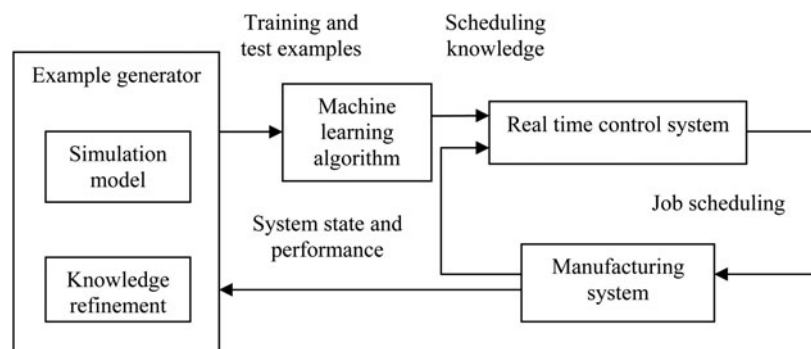 Training and
test examples
Scheduling
knowledge
Example generator
Machine
learning
algorithm
Real time control system
Simulation
model
Job scheduling
System state and
performance
Manufacturing
system
Knowledge
refinement